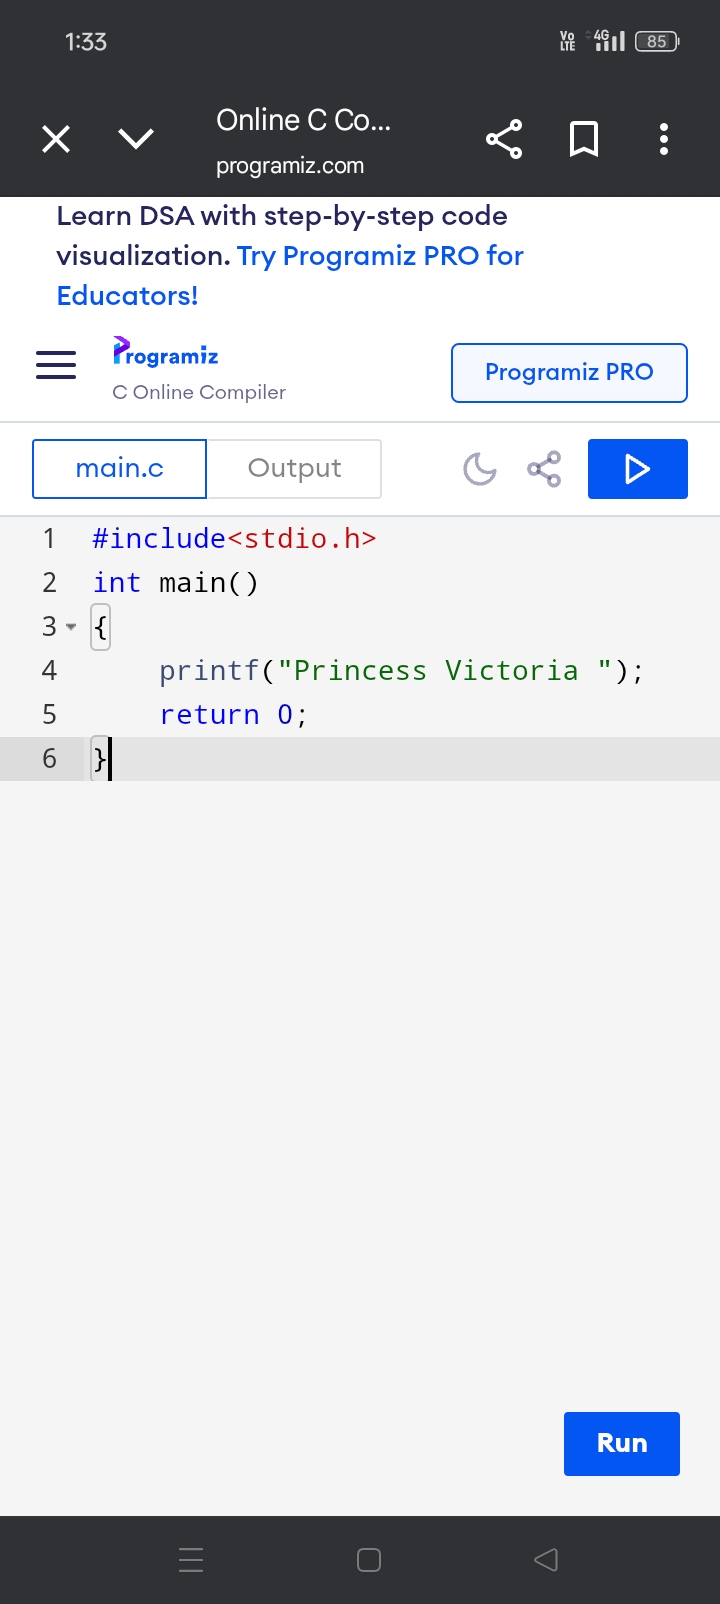 1:33
Vo LTE 4G 85
Online C Co...
programiz.com
Learn DSA with step-by-step code
visualization. Try Programiz PRO for
Educators!
Programiz
C Online Compiler
Programiz PRO
main.c
Output
1 #include<stdio.h>
2 int main()
3 {
4     printf("Princess Victoria ");
5     return 0;
6 }
Run